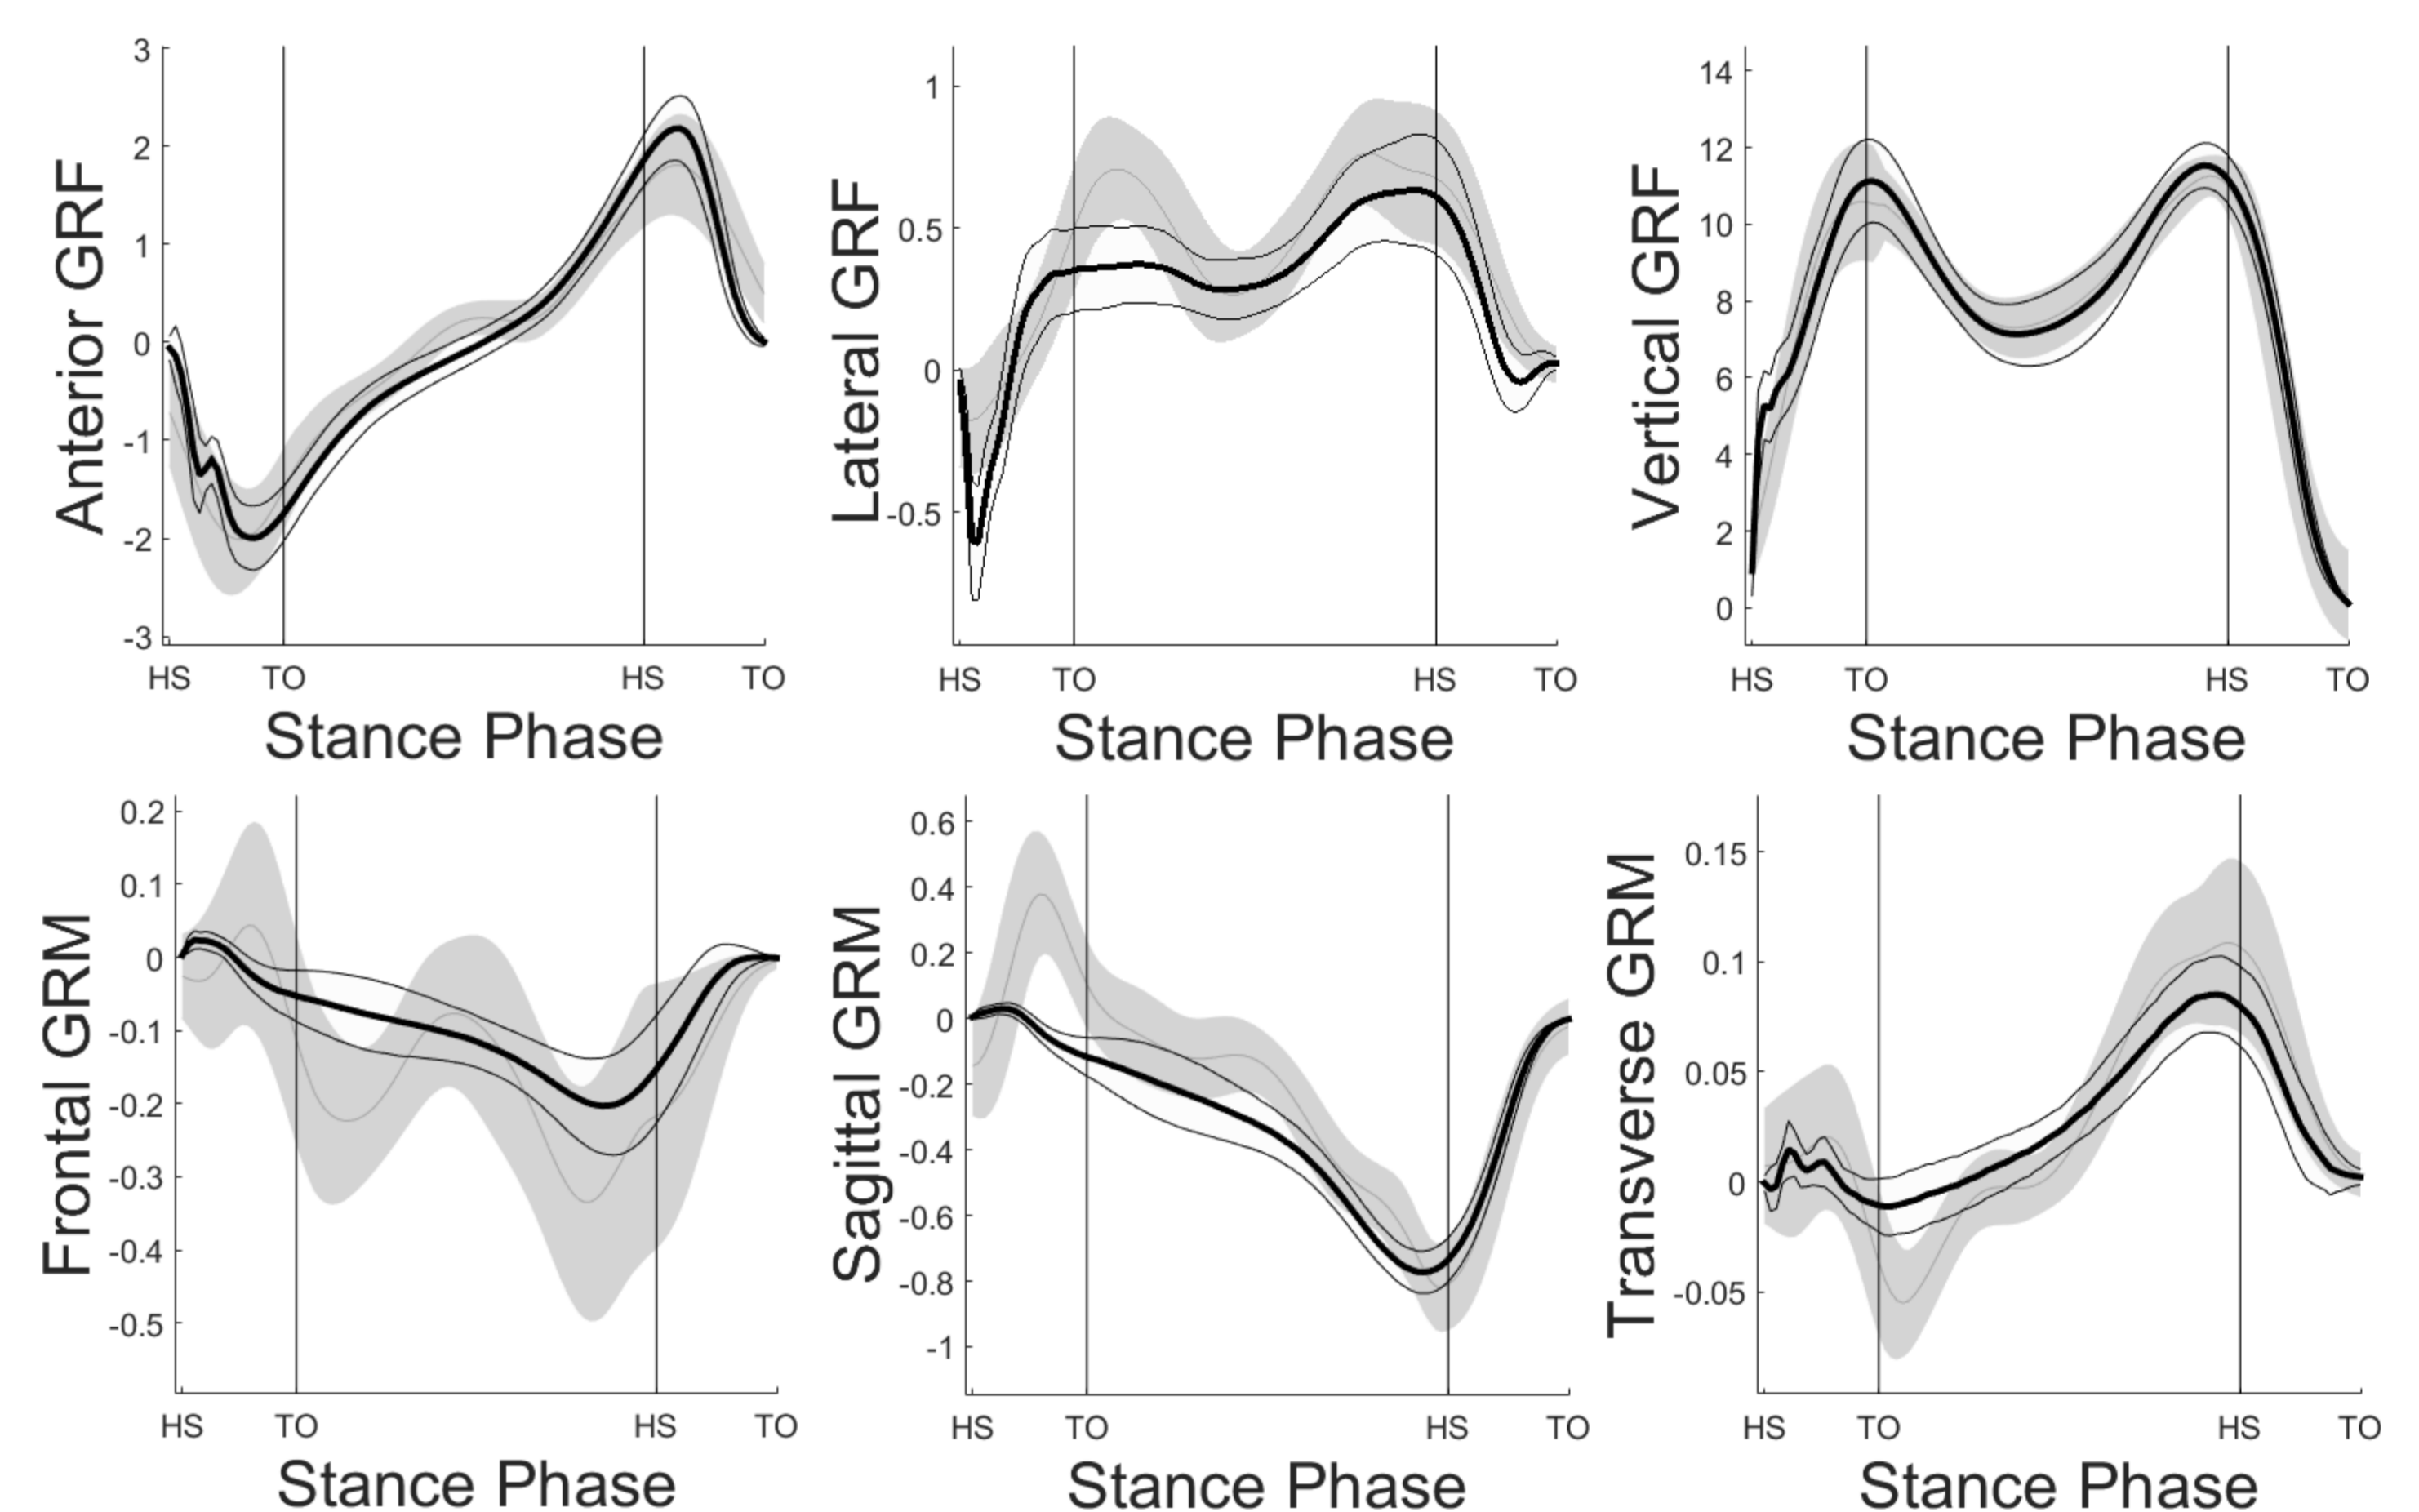 Anterior GRF
3
2
1
0
-1
-2
-3
HS TO HS TO
Stance Phase
Lateral GRF
1
0.5
0
-0.5
HS TO HS TO
Stance Phase
Vertical GRF
14
12
10
8
6
4
2
0
HS TO HS TO
Stance Phase
Frontal GRM
0.2
0.1
0
-0.1
-0.2
-0.3
-0.4
-0.5
HS TO HS TO
Stance Phase
Sagittal GRM
0.6
0.4
0.2
0
-0.2
-0.4
-0.6
-0.8
-1
HS TO HS TO
Stance Phase
Transverse GRM
0.15
0.1
0.05
0
-0.05
HS TO HS TO
Stance Phase